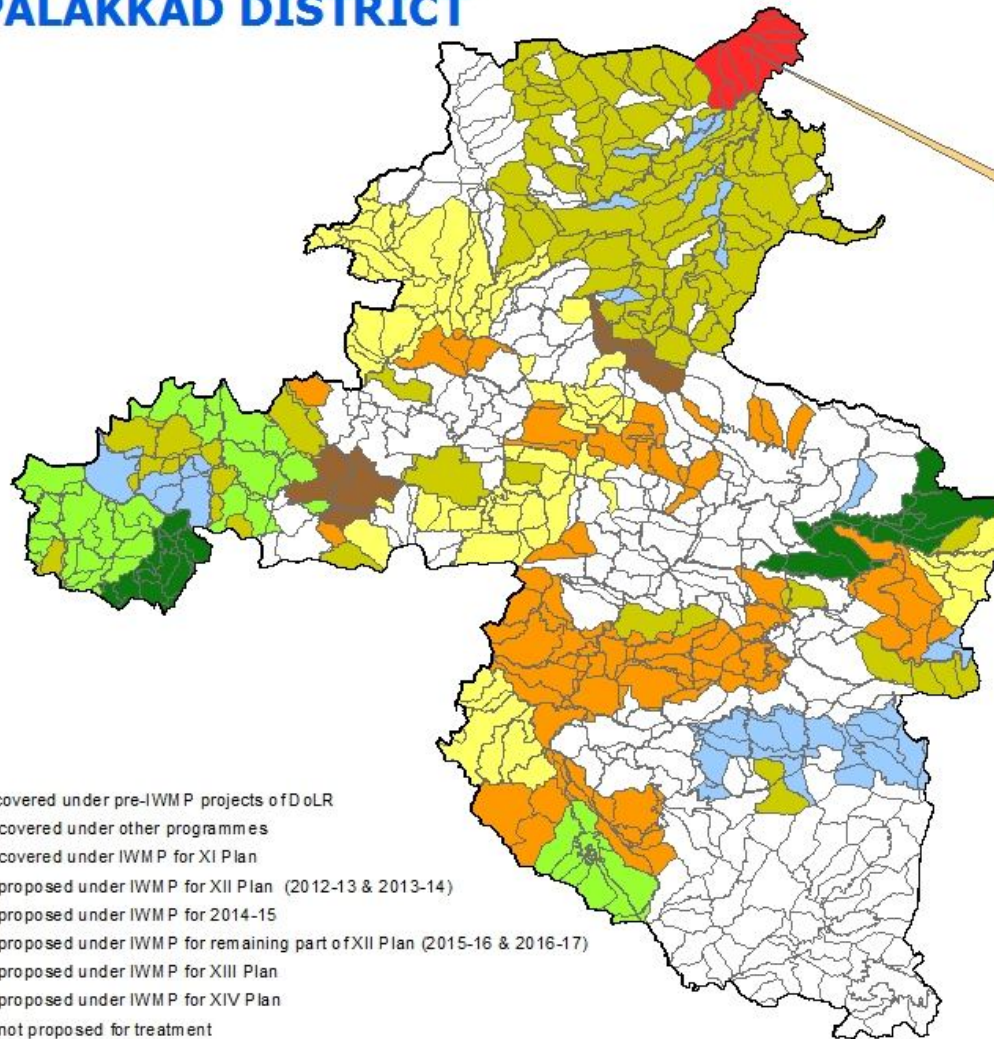 PALAKKAD DISTRICT
covered under pre-IWMP projects of DoLR
covered under other programmes
covered under IWMP for XI Plan
proposed under IWMP for XII Plan (2012-13 & 2013-14)
proposed under IWMP for 2014-15
proposed under IWMP for remaining part of XII Plan (2015-16 & 2016-17)
proposed under IWMP for XIII Plan
proposed under IWMP for XIV Plan
not proposed for treatment